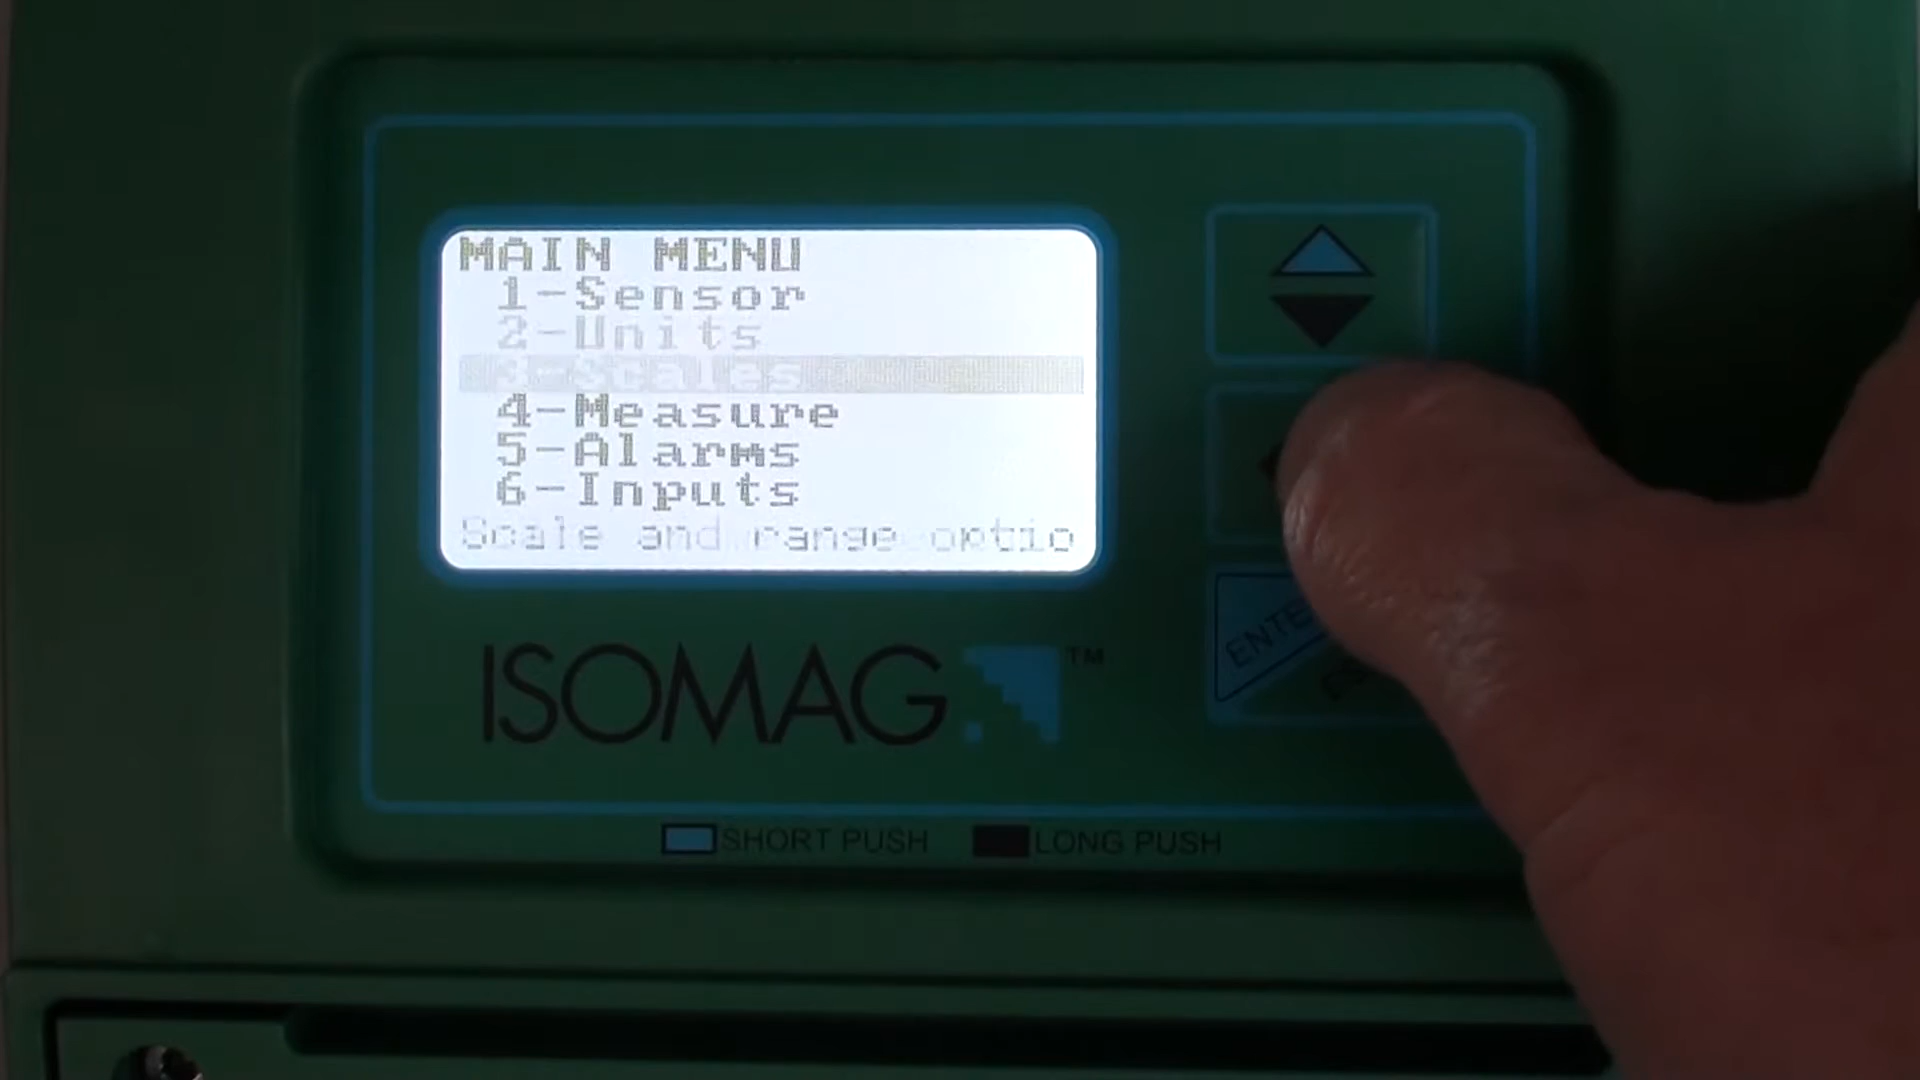 MAIN MENU
1-Sensor
2-Units
3-Scales
4-Measure
5-Alarms
6-Inputs
Scale and range optio
ISOMAG
TM
ENTE
SHORT PUSH
LONG PUSH